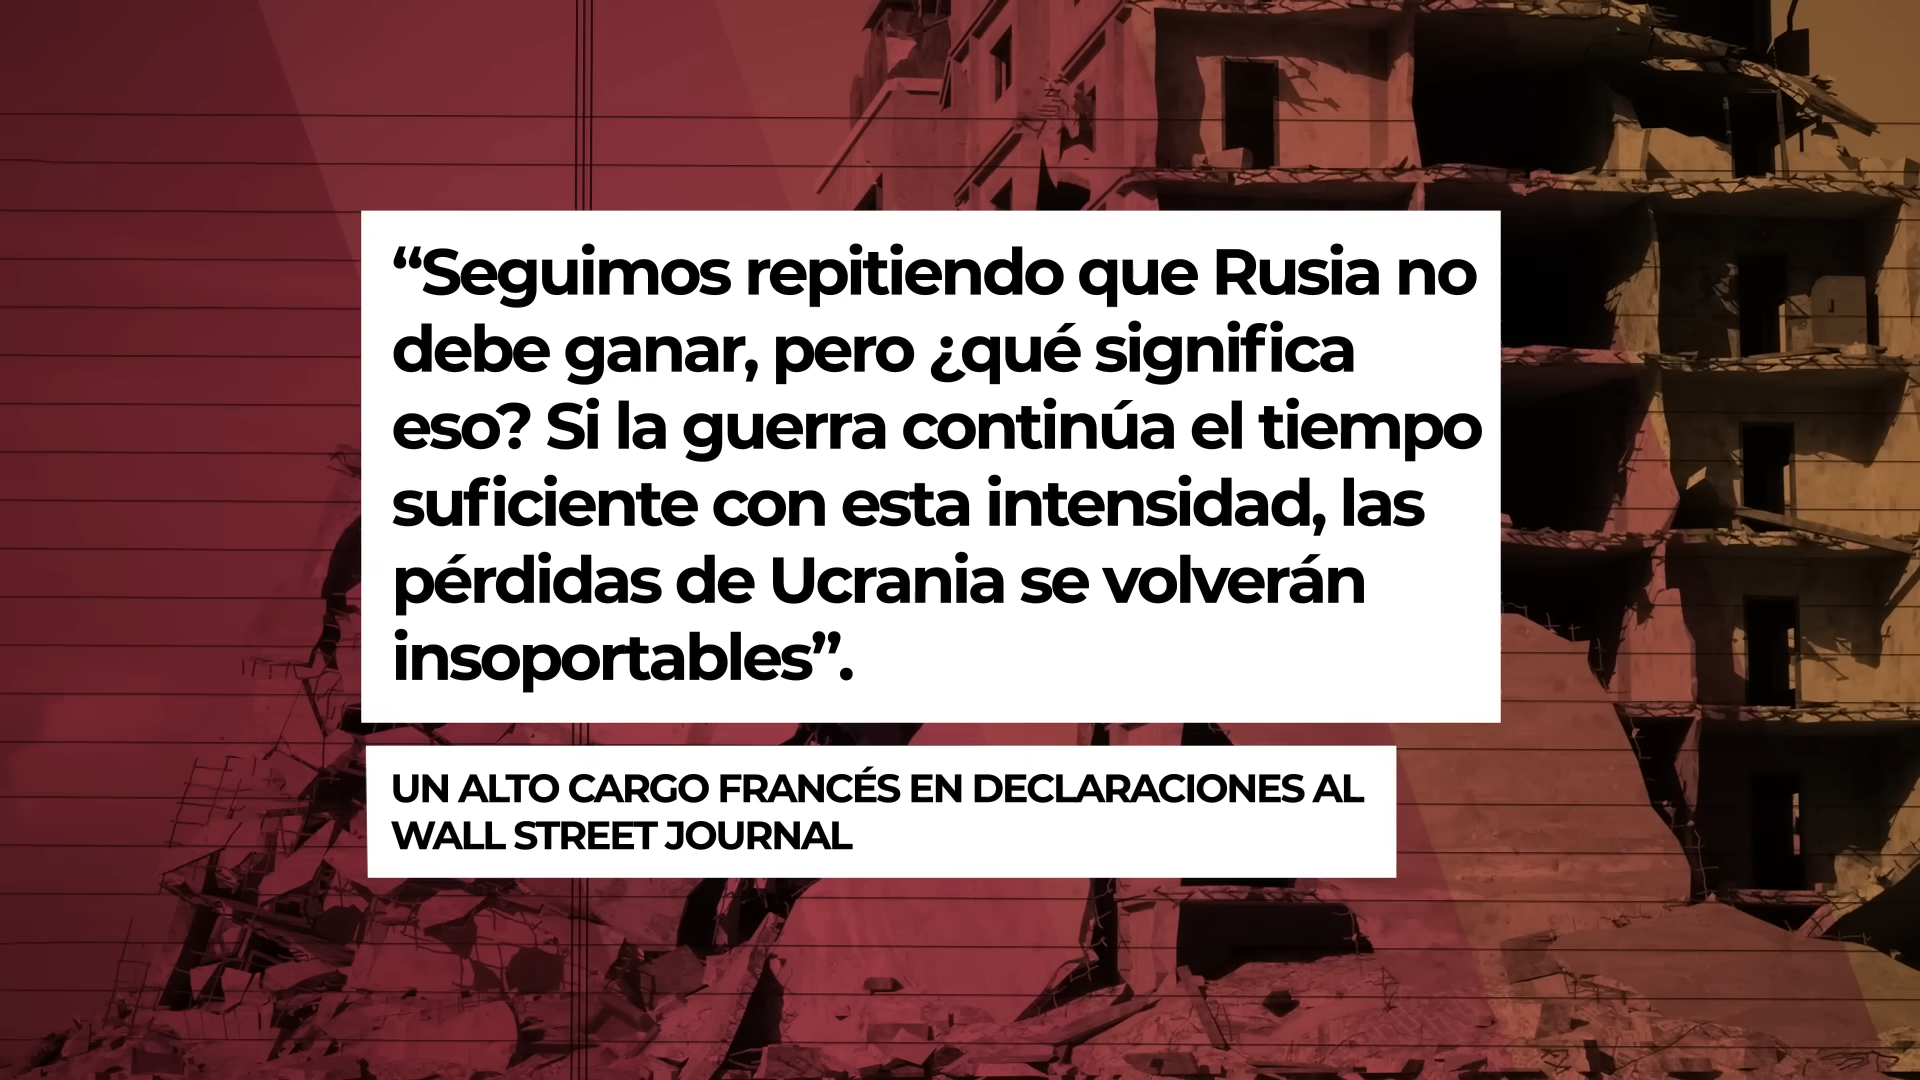 “Seguimos repitiendo que Rusia no
debe ganar, pero ¿qué significa
eso? Si la guerra continúa el tiempo
suficiente con esta intensidad, las
pérdidas de Ucrania se volverán
insoportables”.
UN ALTO CARGO FRANCÉS EN DECLARACIONES AL
WALL STREET JOURNAL